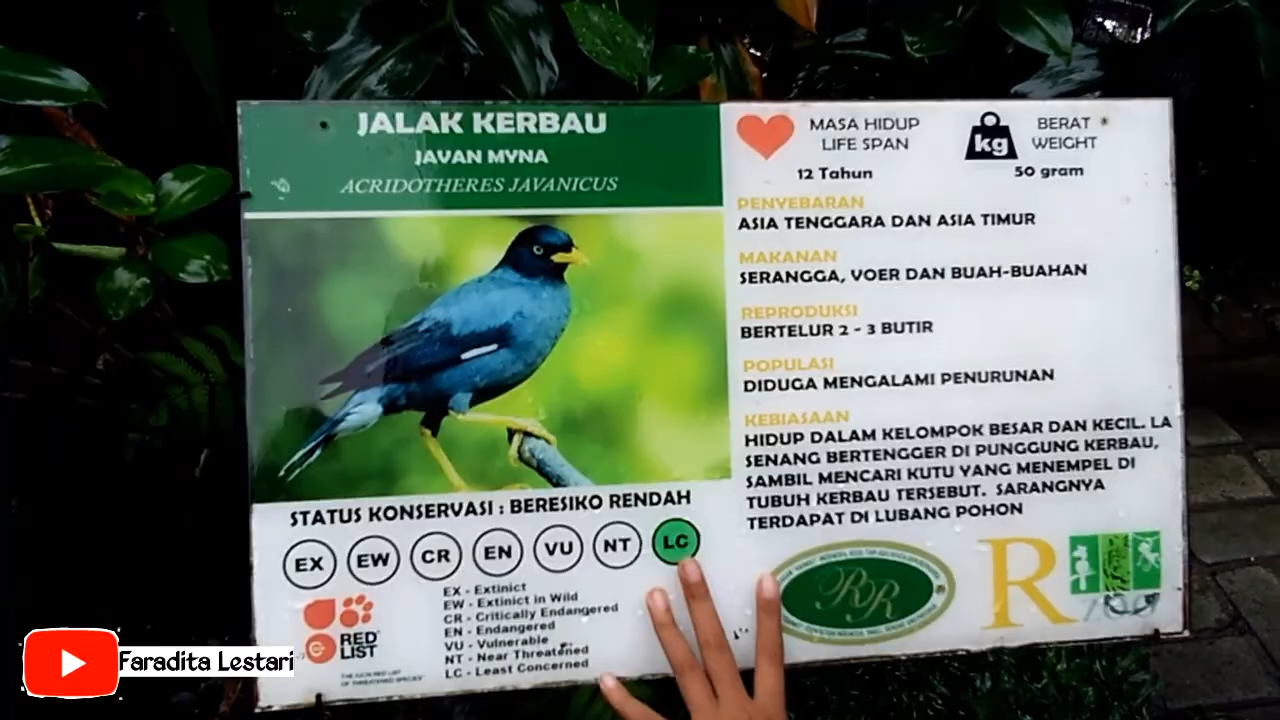 JALAK KERBAU
JAVAN MYNA
ACRIDOTHERES JAVANICUS
STATUS KONSERVASI : BERESIKO RENDAH
EX EW CR EN VU NT LC
EX - Extinict
EW - Extinict in Wild
CR - Critically Endangered
EN - Endangered
VU - Vulnerable
NT - Near Threatened
LC - Least Concerned
RED
LIST
THE IUCN RED LIST
OF THREATENED SPECIES
MASA HIDUP
LIFE SPAN
12 Tahun
kg
BERAT
WEIGHT
50 gram
PENYEBARAN
ASIA TENGGARA DAN ASIA TIMUR
MAKANAN
SERANGGA, VOER DAN BUAH-BUAHAN
REPRODUKSI
BERTELUR 2 - 3 BUTIR
POPULASI
DIDUGA MENGALAMI PENURUNAN
KEBIASAAN
HIDUP DALAM KELOMPOK BESAR DAN KECIL. LA
SENANG BERTENGGER DI PUNGGUNG KERBAU,
SAMBIL MENCARI KUTU YANG MENEMPEL DI
TUBUH KERBAU TERSEBUT. SARANGNYA
TERDAPAT DI LUBANG POHON
RR
R
ZOO
Faradita Lestari